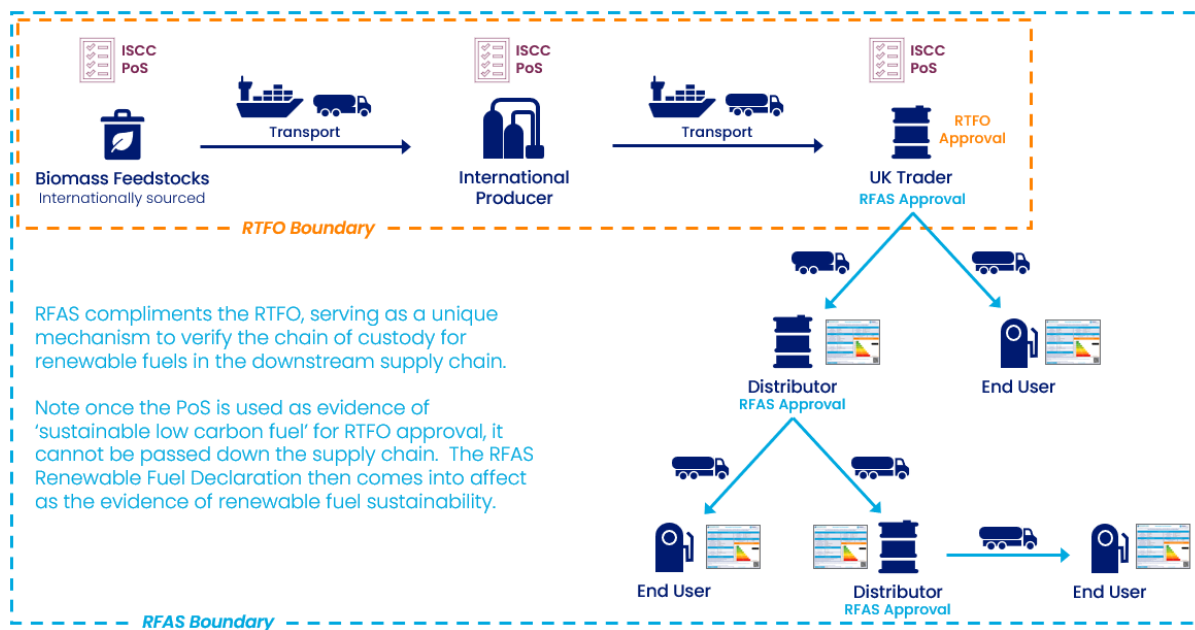 ISCC
PoS
ISCC
PoS
ISCC
PoS
Transport
Transport
RTFO
Approval
Biomass Feedstocks
Internationally sourced
International
Producer
UK Trader
RFAS Approval
RTFO Boundary
RFAS compliments the RTFO, serving as a unique
mechanism to verify the chain of custody for
renewable fuels in the downstream supply chain.
Note once the PoS is used as evidence of
‘sustainable low carbon fuel’ for RTFO approval, it
cannot be passed down the supply chain. The RFAS
Renewable Fuel Declaration then comes into affect
as the evidence of renewable fuel sustainability.
Distributor
RFAS Approval
End User
End User
Distributor
RFAS Approval
End User
RFAS Boundary